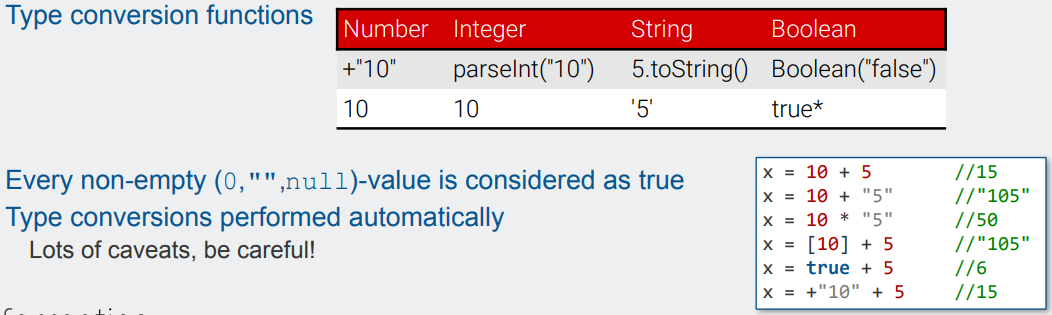 Type conversion functions
Number Integer String Boolean
+"10" parseInt("10") 5.toString() Boolean("false")
10 10 '5' true*
Every non-empty (0,"",null)-value is considered as true
Type conversions performed automatically
Lots of caveats, be careful!
x = 10 + 5 //15
x = 10 + "5" //"105"
x = 10 * "5" //50
x = [10] + 5 //"105"
x = true + 5 //6
x = +"10" + 5 //15